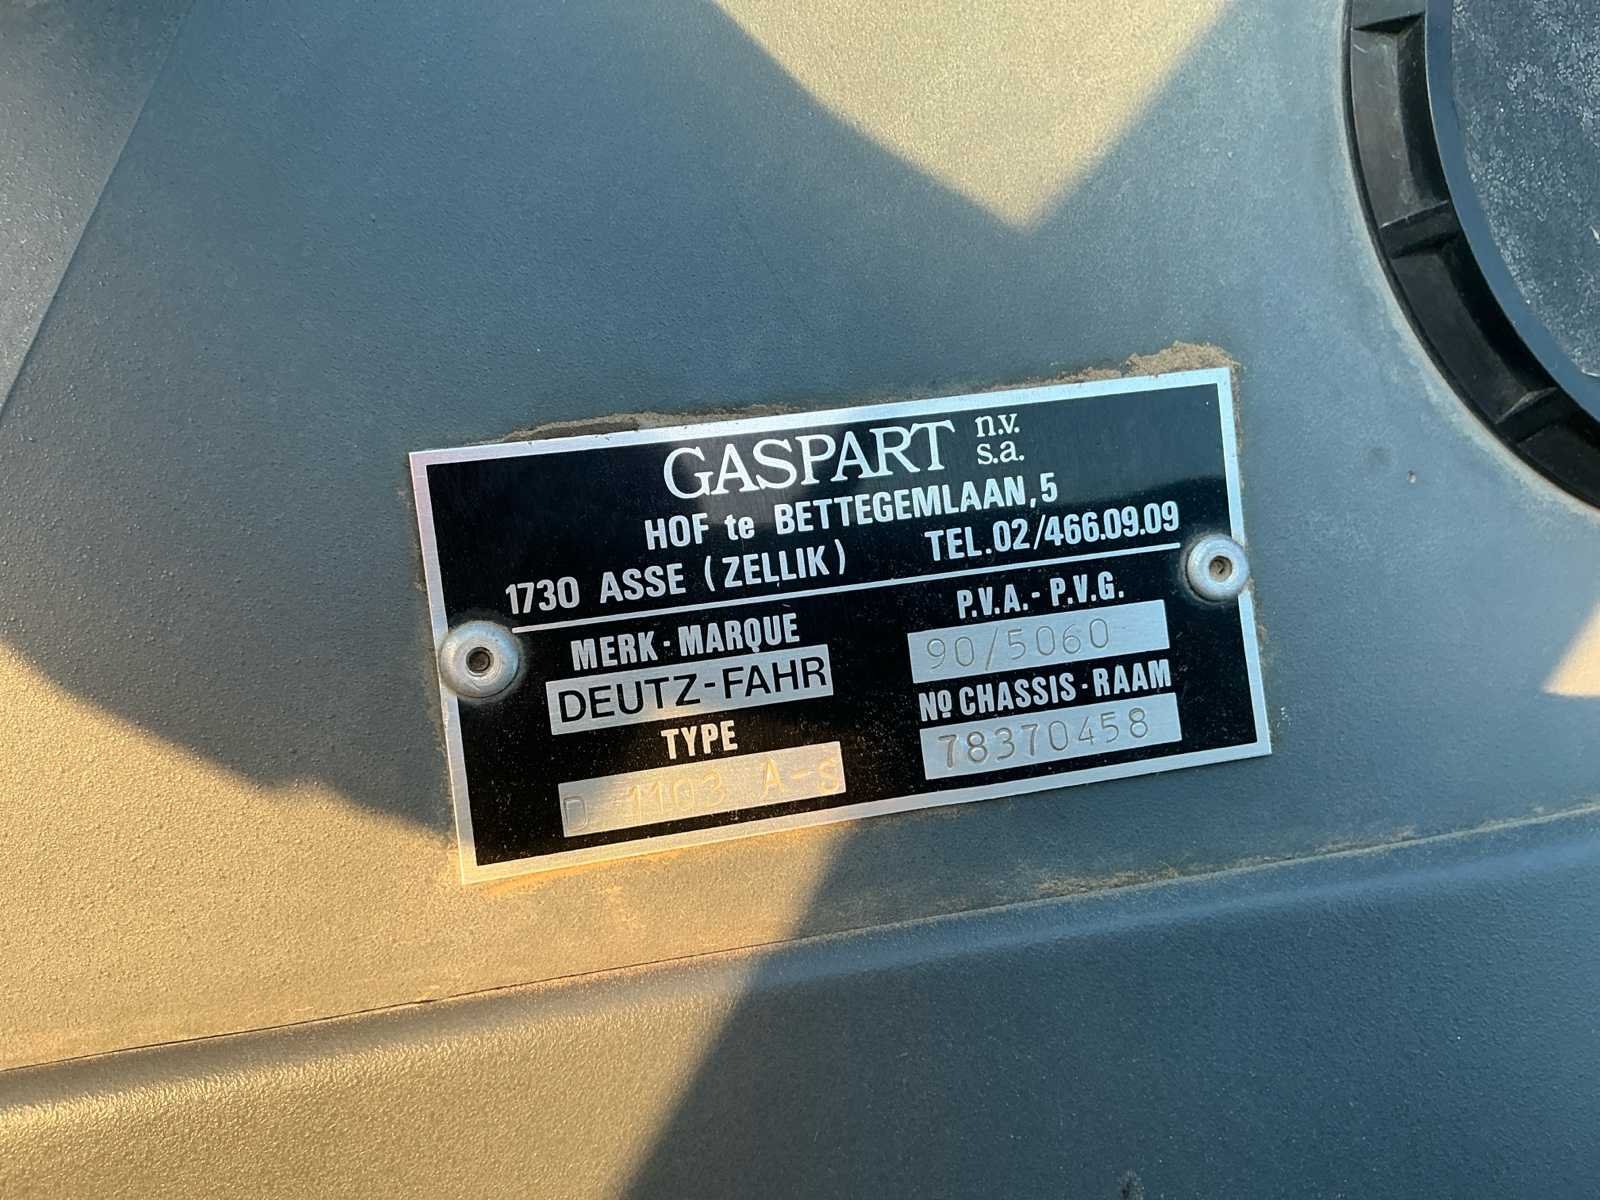 GASPART n.v. s.a.
HOF te BETTEGEMLAAN, 5
1730 ASSE (ZELLIK) TEL. 02/466.09.09
MERK - MARQUE
DEUTZ-FAHR
TYPE
D 1103 A-S
P.V.A. - P.V.G.
90/5060
Nº CHASSIS - RAAM
78370458